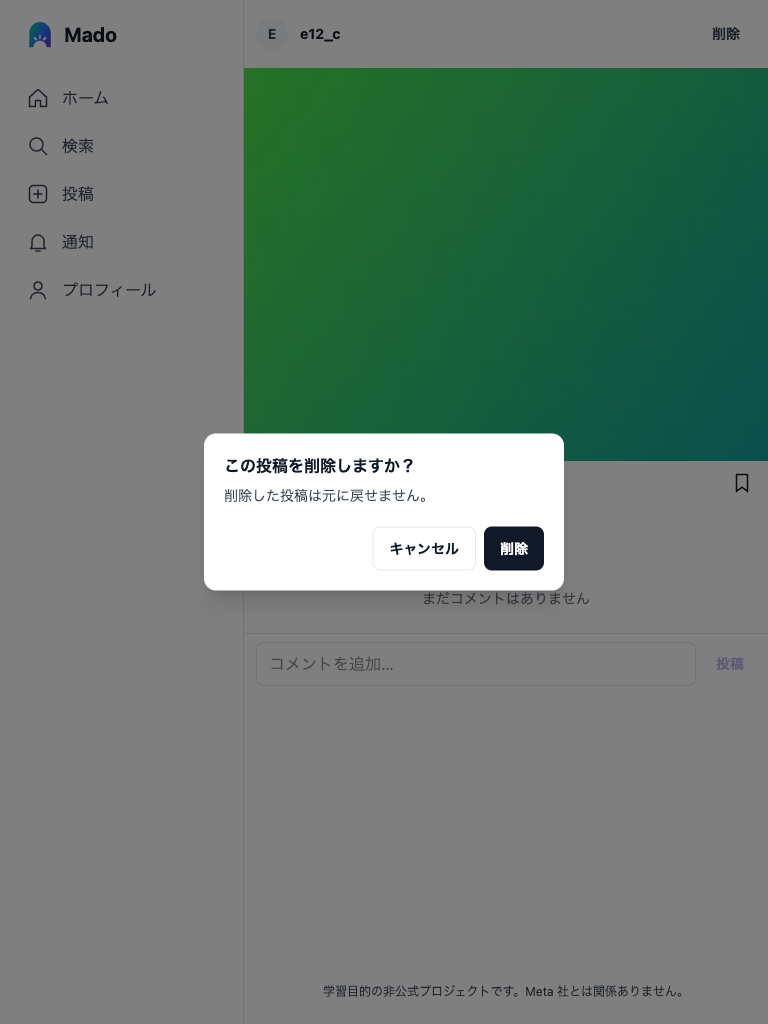 Mado
ホーム
検索
投稿
通知
プロフィール
E
e12_c
削除
この投稿を削除しますか？
削除した投稿は元に戻せません。
キャンセル
削除
まだコメントはありません
コメントを追加...
投稿
学習目的の非公式プロジェクトです。Meta 社とは関係ありません。